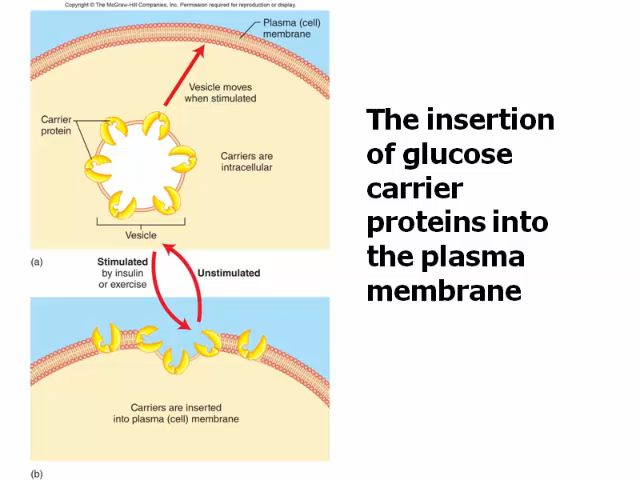 Copyright © The McGraw-Hill Companies, Inc. Permission required for reproduction or display.
Plasma (cell)
membrane
Vesicle moves
when stimulated
Carrier
protein
Carriers are
intracellular
Vesicle
(a)
Stimulated
by insulin
or exercise
Unstimulated
Carriers are inserted
into plasma (cell) membrane
(b)
The insertion
of glucose
carrier
proteins into
the plasma
membrane